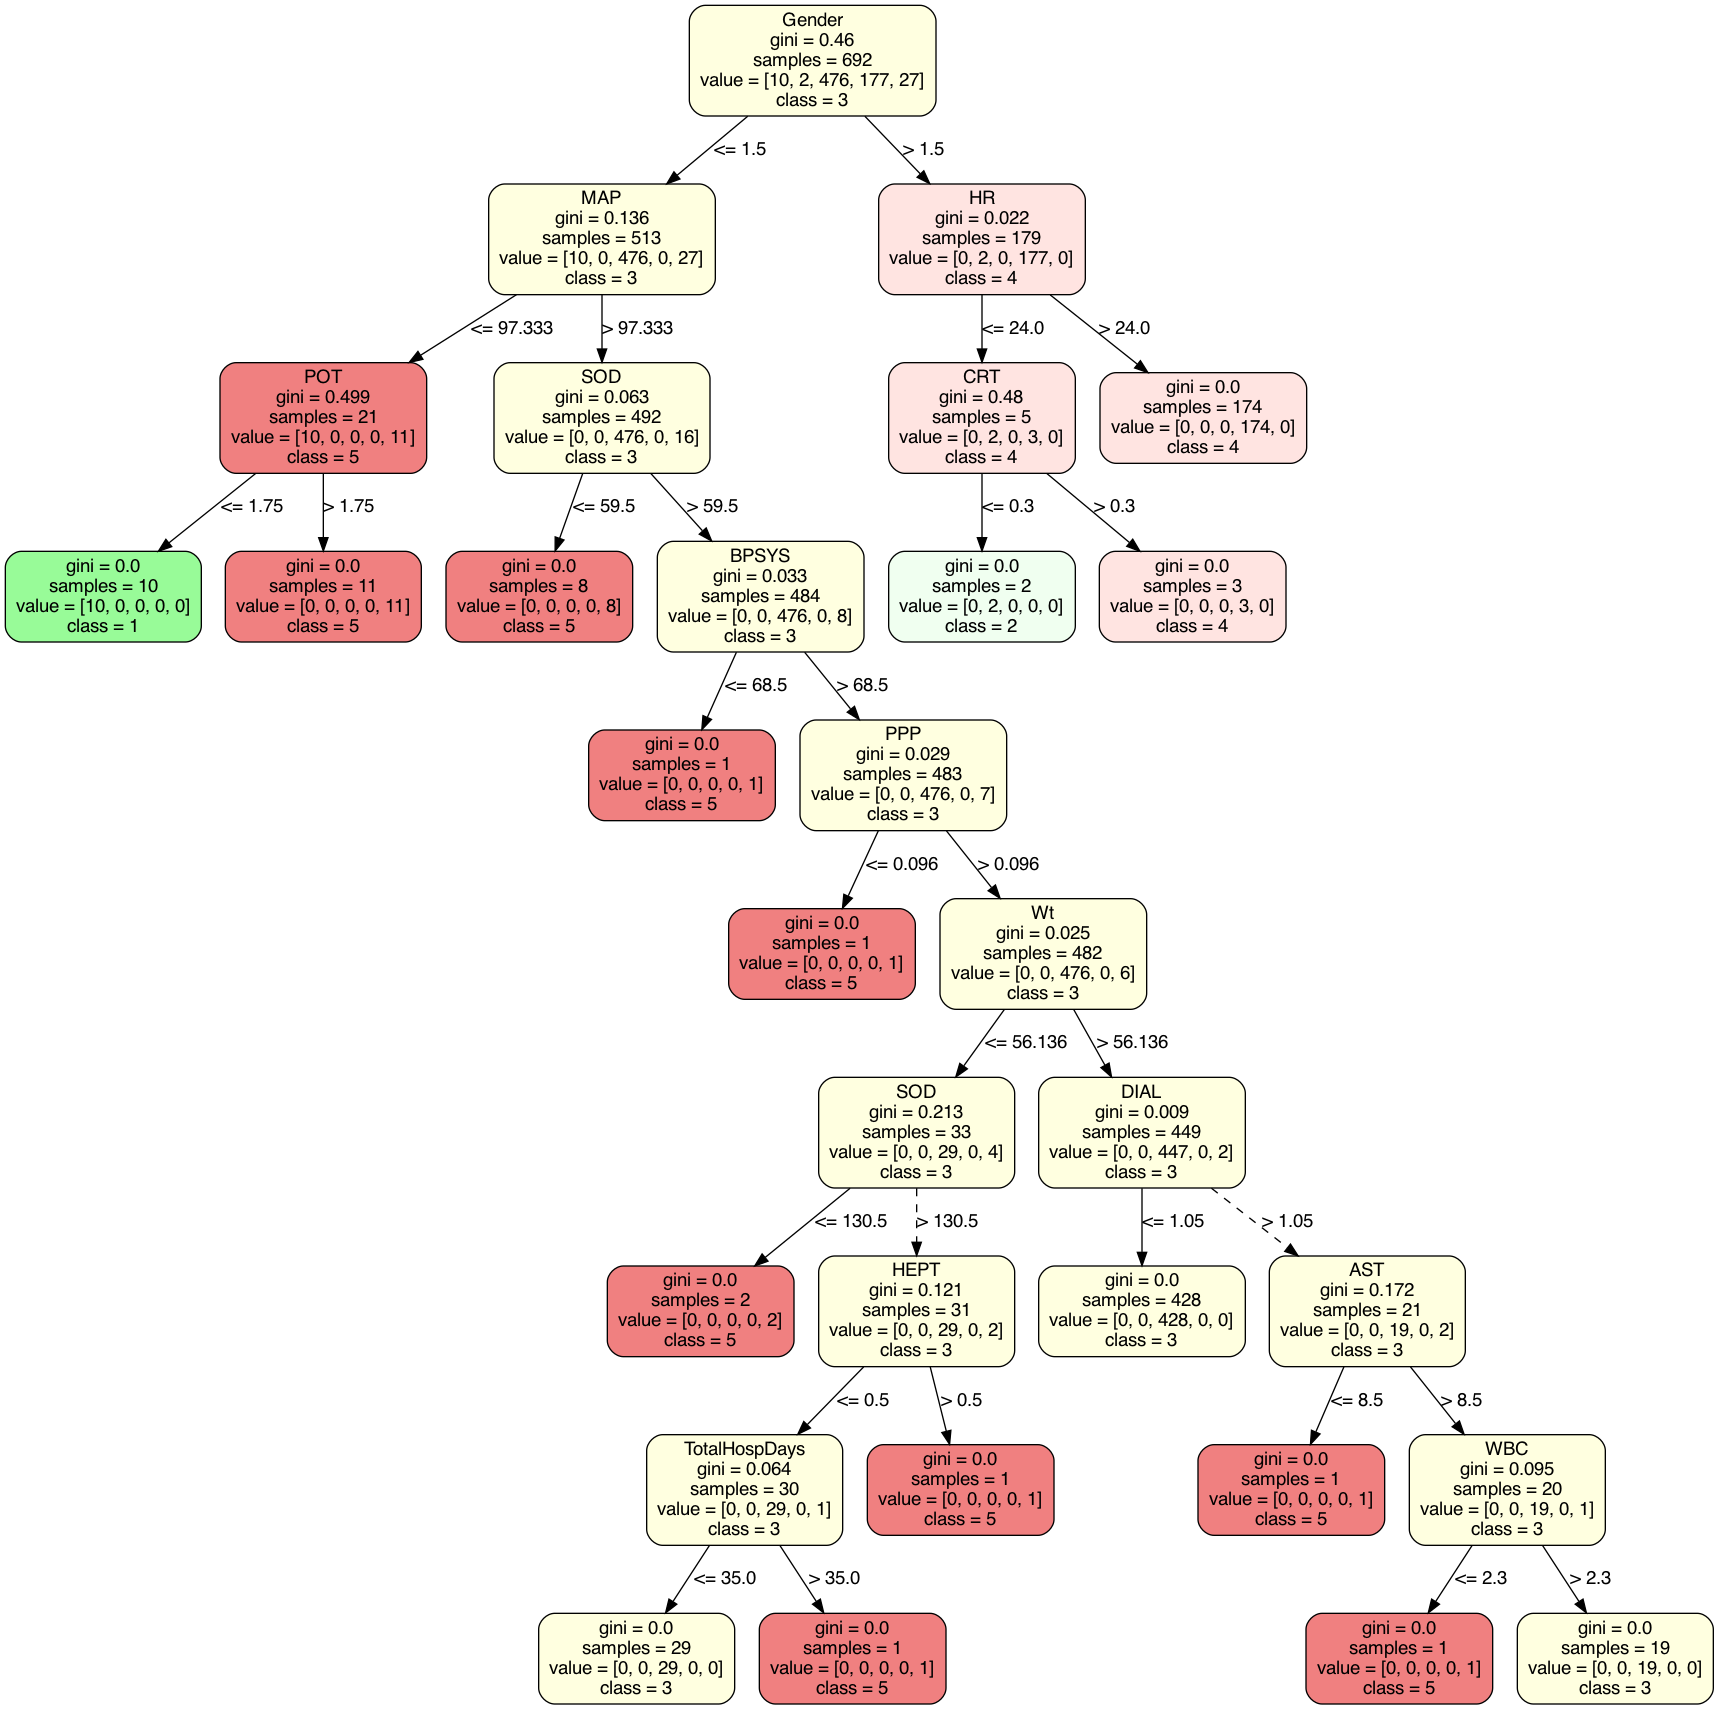 Gender
gini = 0.46
samples = 692
value = [10, 2, 476, 177, 27]
class = 3
<= 1.5
> 1.5
MAP
gini = 0.136
samples = 513
value = [10, 0, 476, 0, 27]
class = 3
HR
gini = 0.022
samples = 179
value = [0, 2, 0, 177, 0]
class = 4
<= 97.333
> 97.333
<= 24.0
> 24.0
POT
gini = 0.499
samples = 21
value = [10, 0, 0, 0, 11]
class = 5
SOD
gini = 0.063
samples = 492
value = [0, 0, 476, 0, 16]
class = 3
CRT
gini = 0.48
samples = 5
value = [0, 2, 0, 3, 0]
class = 4
gini = 0.0
samples = 174
value = [0, 0, 0, 174, 0]
class = 4
<= 1.75
> 1.75
<= 59.5
> 59.5
<= 0.3
> 0.3
gini = 0.0
samples = 10
value = [10, 0, 0, 0, 0]
class = 1
gini = 0.0
samples = 11
value = [0, 0, 0, 0, 11]
class = 5
gini = 0.0
samples = 8
value = [0, 0, 0, 0, 8]
class = 5
BPSYS
gini = 0.033
samples = 484
value = [0, 0, 476, 0, 8]
class = 3
gini = 0.0
samples = 2
value = [0, 2, 0, 0, 0]
class = 2
gini = 0.0
samples = 3
value = [0, 0, 0, 3, 0]
class = 4
<= 68.5
> 68.5
gini = 0.0
samples = 1
value = [0, 0, 0, 0, 1]
class = 5
PPP
gini = 0.029
samples = 483
value = [0, 0, 476, 0, 7]
class = 3
<= 0.096
> 0.096
gini = 0.0
samples = 1
value = [0, 0, 0, 0, 1]
class = 5
Wt
gini = 0.025
samples = 482
value = [0, 0, 476, 0, 6]
class = 3
<= 56.136
> 56.136
SOD
gini = 0.213
samples = 33
value = [0, 0, 29, 0, 4]
class = 3
DIAL
gini = 0.009
samples = 449
value = [0, 0, 447, 0, 2]
class = 3
<= 130.5
> 130.5
<= 1.05
> 1.05
gini = 0.0
samples = 2
value = [0, 0, 0, 0, 2]
class = 5
HEPT
gini = 0.121
samples = 31
value = [0, 0, 29, 0, 2]
class = 3
gini = 0.0
samples = 428
value = [0, 0, 428, 0, 0]
class = 3
AST
gini = 0.172
samples = 21
value = [0, 0, 19, 0, 2]
class = 3
<= 0.5
> 0.5
<= 8.5
> 8.5
TotalHospDays
gini = 0.064
samples = 30
value = [0, 0, 29, 0, 1]
class = 3
gini = 0.0
samples = 1
value = [0, 0, 0, 0, 1]
class = 5
gini = 0.0
samples = 1
value = [0, 0, 0, 0, 1]
class = 5
WBC
gini = 0.095
samples = 20
value = [0, 0, 19, 0, 1]
class = 3
<= 35.0
> 35.0
<= 2.3
> 2.3
gini = 0.0
samples = 29
value = [0, 0, 29, 0, 0]
class = 3
gini = 0.0
samples = 1
value = [0, 0, 0, 0, 1]
class = 5
gini = 0.0
samples = 1
value = [0, 0, 0, 0, 1]
class = 5
gini = 0.0
samples = 19
value = [0, 0, 19, 0, 0]
class = 3